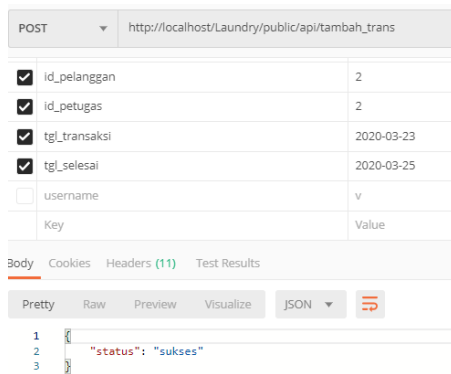 POST http://localhost/Laundry/public/api/tambah_trans
id_pelanggan 2
id_petugas 2
tgl_transaksi 2020-03-23
tgl_selesai 2020-03-25
username v
Key Value
Body Cookies Headers (11) Test Results
Pretty Raw Preview Visualize JSON
1 {
2 "status": "sukses"
3 }